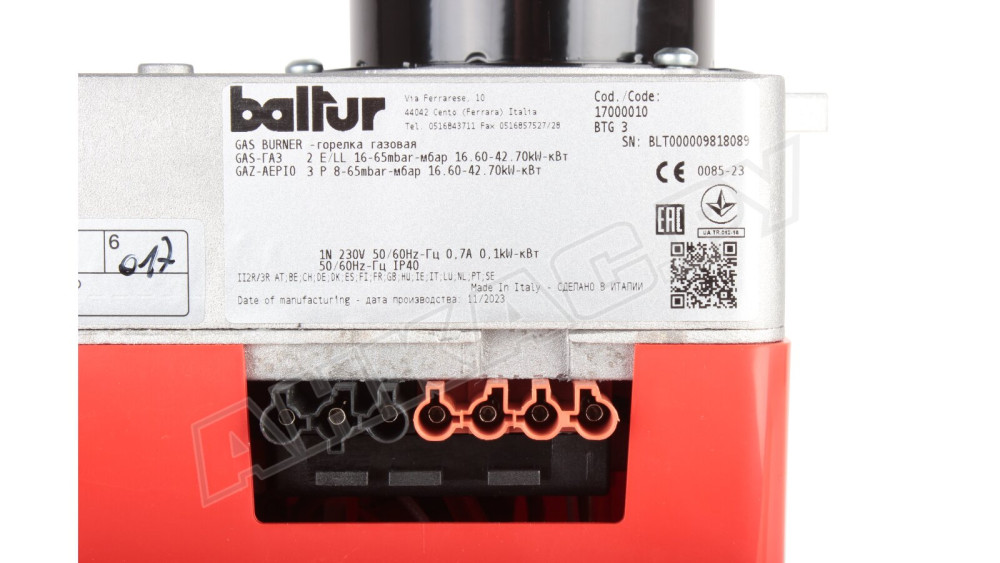 baltur
Via Ferrarese, 10
44042 Cento (Ferrara) Italia
Tel. 0516843711 Fax 0516857527/28
Cod./Code:
17000010
BTG 3
SN: BLT000009818089
GAS BURNER -горелка газовая
GAS-ГАЗ 2 E/LL 16-65mbar-мбар 16.60-42.70kW-кВт
GAZ-AEPIO 3 P 8-65mbar-мбар 16.60-42.70kW-кВт
CE 0085-23
EAC
UA TR.042-18
1N 230V 50/60Hz-Гц 0,7A 0,1kW-кВт
50/60Hz-Гц IP40
II2R/3R AT;BE;CH;DE;DK;ES;FI;FR;GB;HU;IE;IT;LU;NL;PT;SE
Made In Italy - СДЕЛАНО В ИТАЛИИ
Date of manufacturing - дата производства: 11/2023
6
017